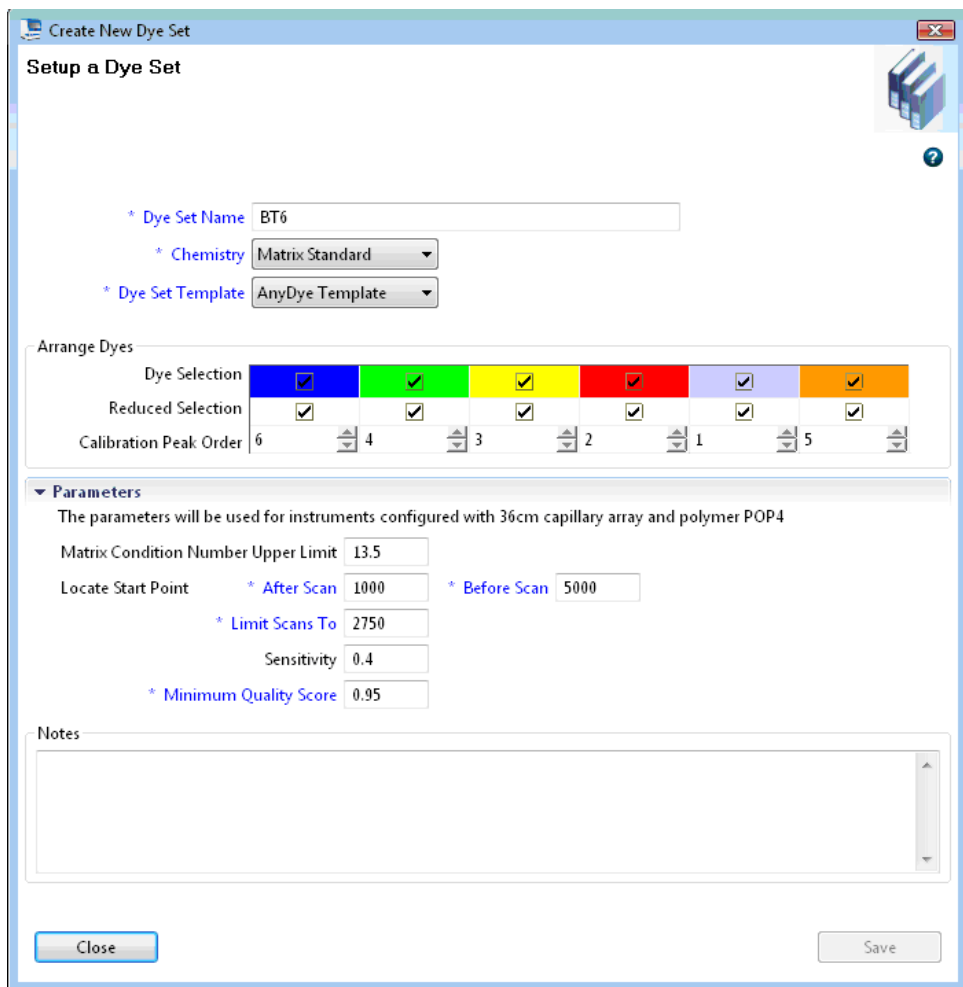 Create New Dye Set
Setup a Dye Set
?
* Dye Set Name BT6
* Chemistry Matrix Standard
* Dye Set Template AnyDye Template
Arrange Dyes
Dye Selection
Reduced Selection
Calibration Peak Order 6 4 3 2 1 5
Parameters
The parameters will be used for instruments configured with 36cm capillary array and polymer POP4
Matrix Condition Number Upper Limit 13.5
Locate Start Point * After Scan 1000 * Before Scan 5000
* Limit Scans To 2750
Sensitivity 0.4
* Minimum Quality Score 0.95
Notes
Close Save